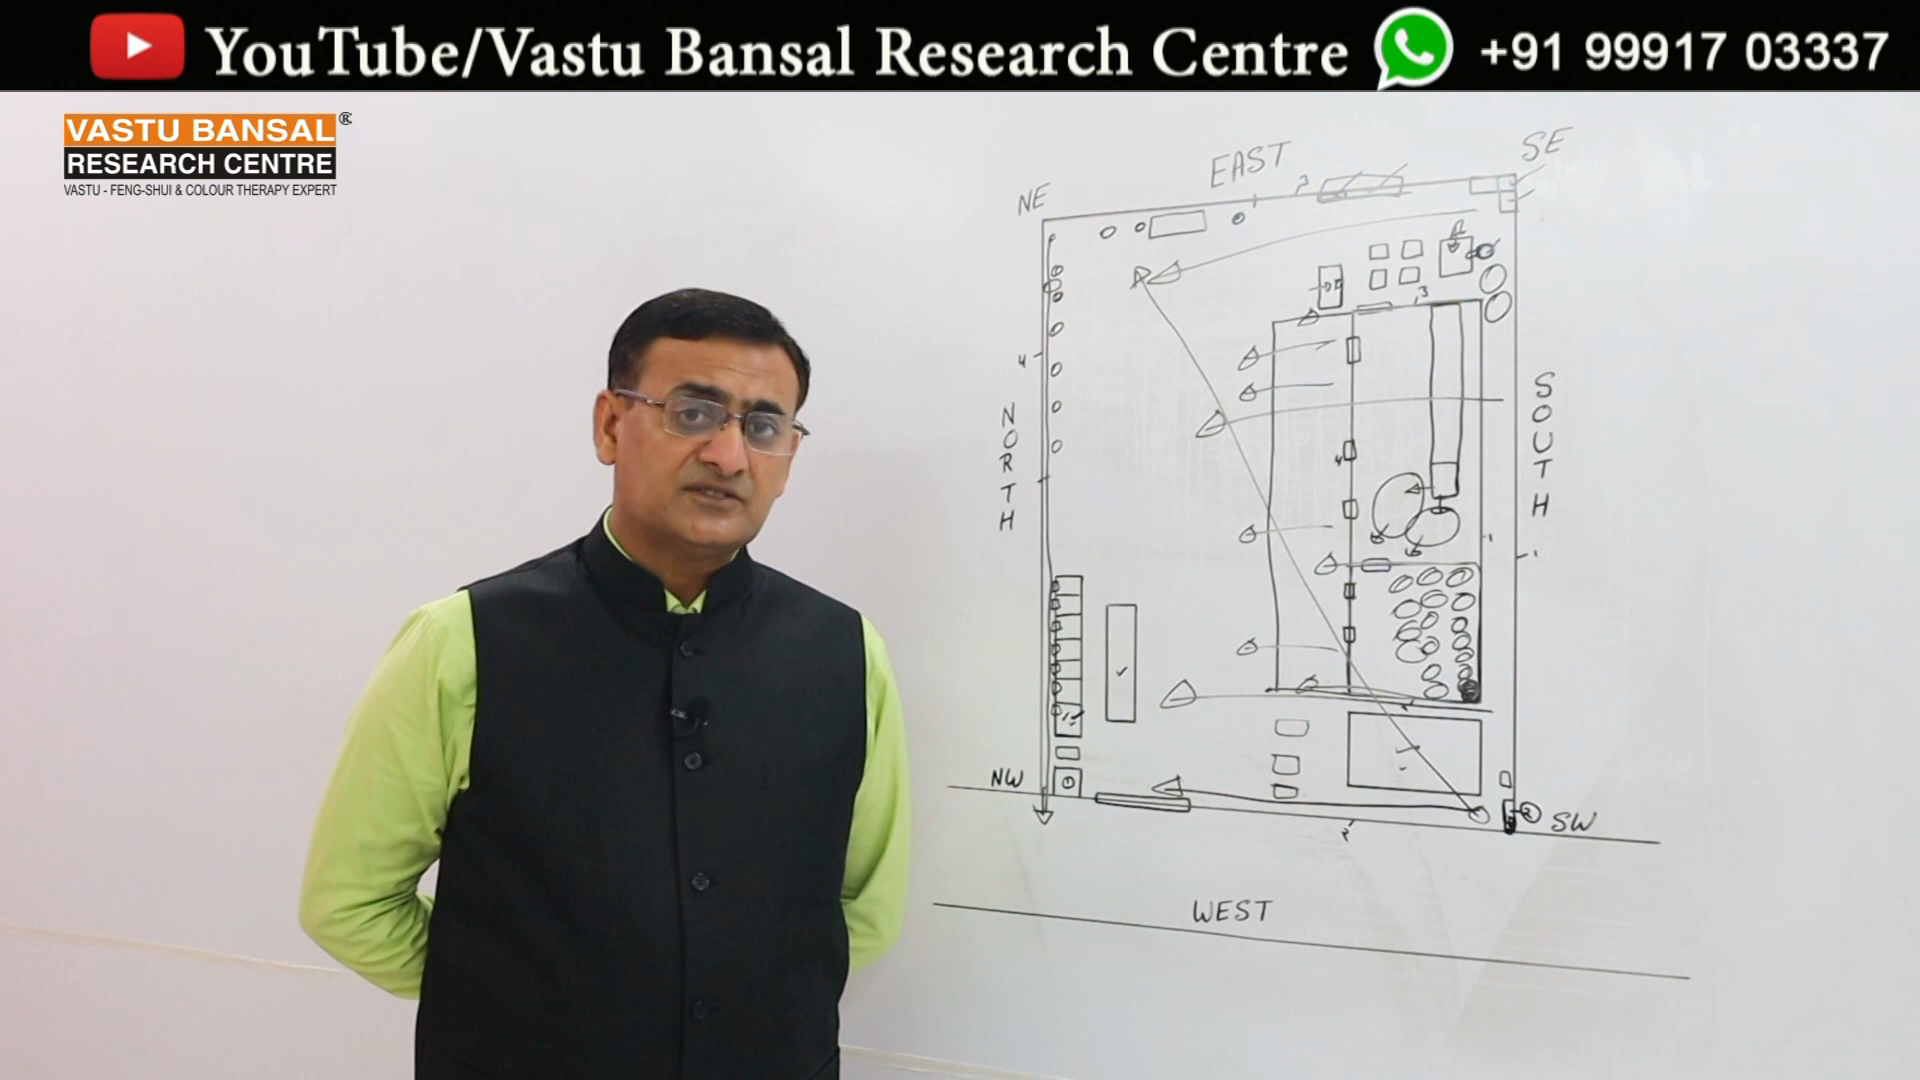 YouTube/Vastu Bansal Research Centre +91 99917 03337
VASTU BANSAL®
RESEARCH CENTRE
VASTU - FENG-SHUI & COLOUR THERAPY EXPERT
EAST
SE
NE
NORTH
SOUTH
NW
SW
WEST